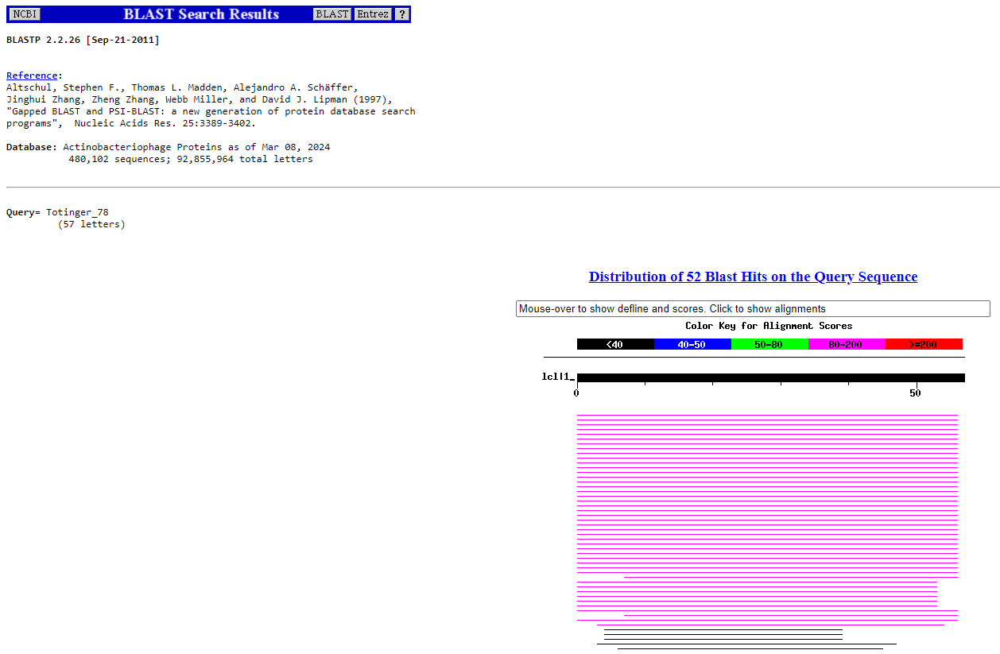 NCBI BLAST Search Results BLAST Entrez ?
BLASTP 2.2.26 [Sep-21-2011]
Reference:
Altschul, Stephen F., Thomas L. Madden, Alejandro A. Schäffer,
Jinghui Zhang, Zheng Zhang, Webb Miller, and David J. Lipman (1997),
"Gapped BLAST and PSI-BLAST: a new generation of protein database search
programs",  Nucleic Acids Res. 25:3389-3402.
Database: Actinobacteriophage Proteins as of Mar 08, 2024
480,102 sequences; 92,855,964 total letters
Query= Totinger_78
(57 letters)
Distribution of 52 Blast Hits on the Query Sequence
Mouse-over to show defline and scores. Click to show alignments
Color Key for Alignment Scores
<40 40-50 50-80 80-200 >=200
lcl|1_
0 50